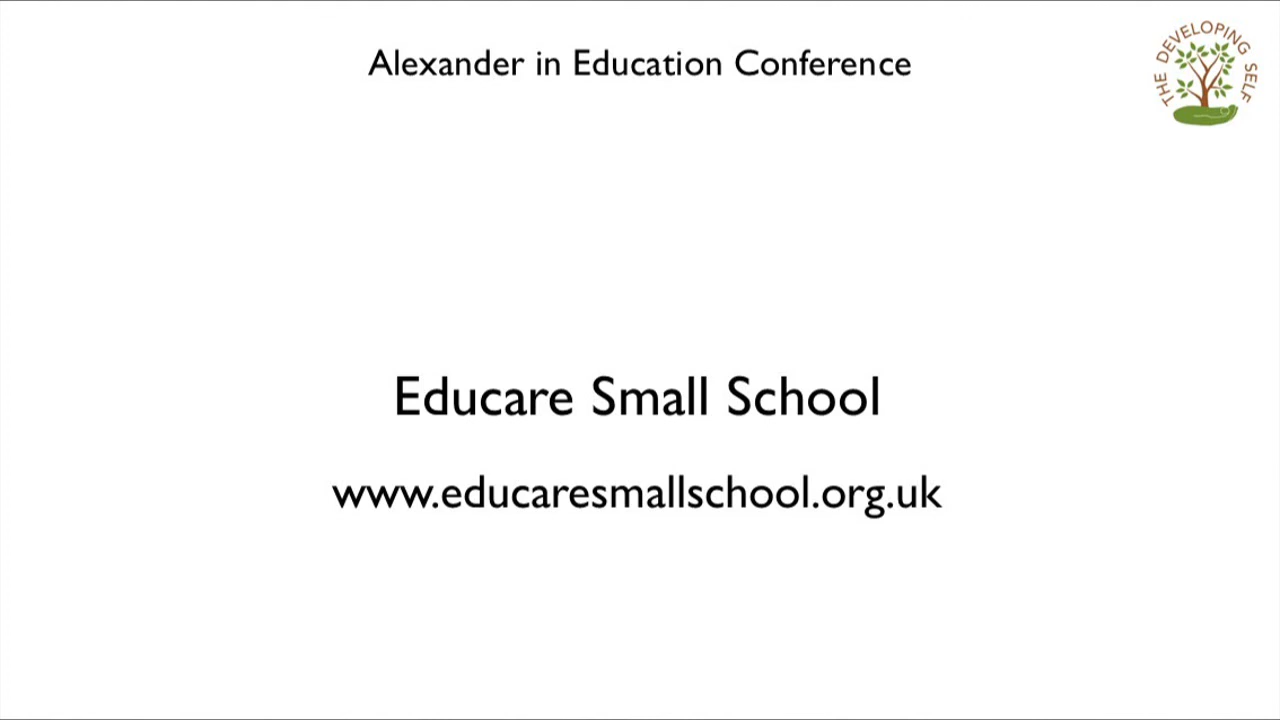 Alexander in Education Conference
THE DEVELOPING SELF
Educare Small School
www.educaresmallschool.org.uk